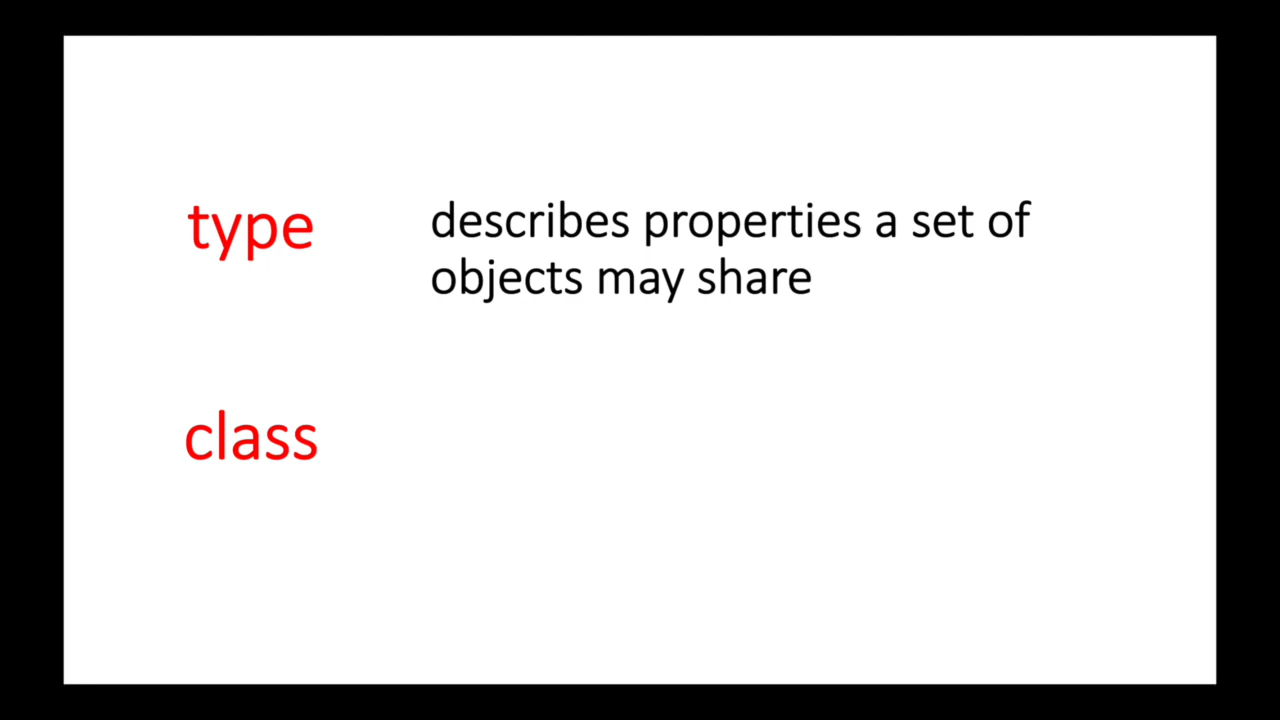 type
describes properties a set of
objects may share
class